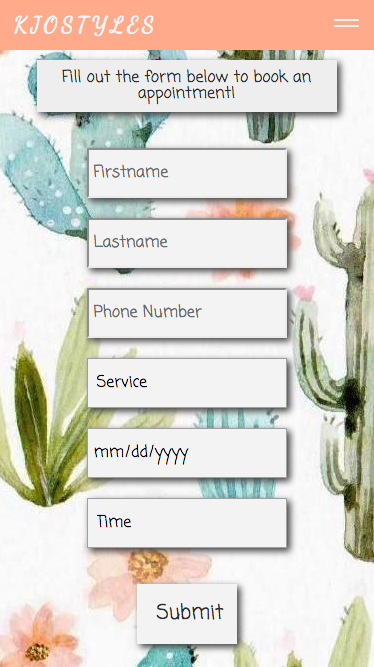 KJOSTYLES
Fill out the form below to book an
appointment!
Firstname
Lastname
Phone Number
Service
mm/dd/yyyy
Time
Submit